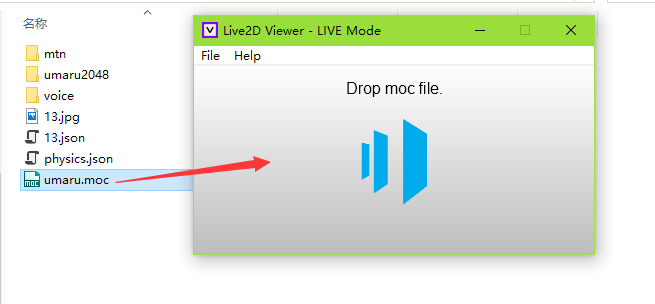 名称
mtn
umaru2048
voice
13.jpg
13.json
physics.json
umaru.moc
Live2D Viewer - LIVE Mode
File Help
Drop moc file.
V
moc